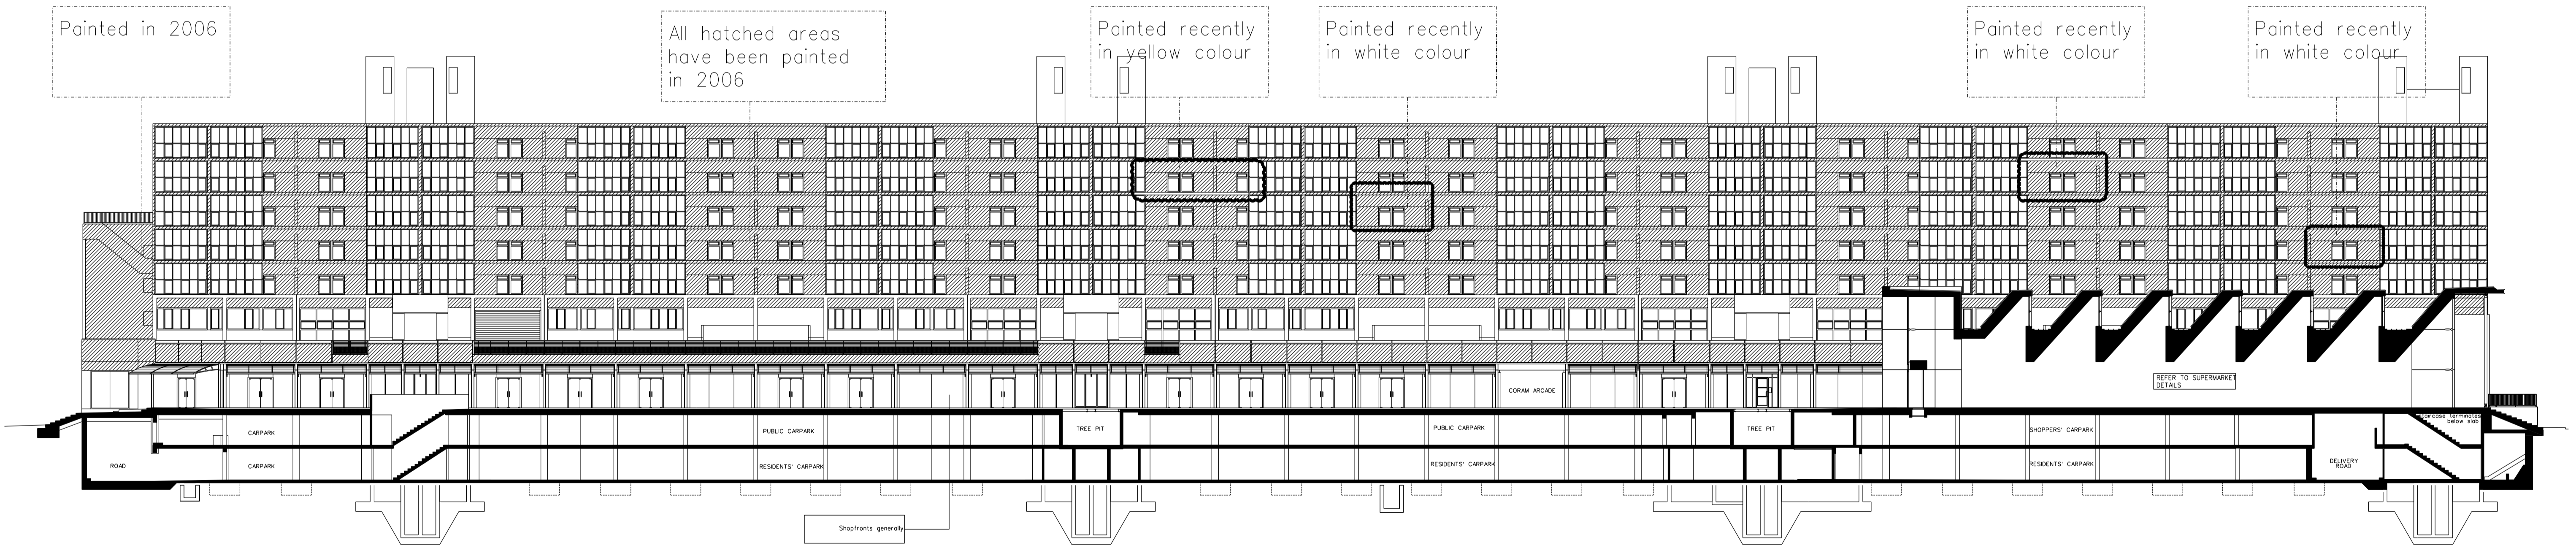 Painted in 2006
All hatched areas
have been painted
in 2006
Painted recently
in yellow colour
Painted recently
in white colour
Painted recently
in white colour
Painted recently
in white colour
CORAM ARCADE
REFER TO SUPERMARKET
DETAILS
staircase terminates
below slab
CARPARK
PUBLIC CARPARK
TREE PIT
PUBLIC CARPARK
TREE PIT
SHOPPERS' CARPARK
ROAD
CARPARK
RESIDENTS' CARPARK
RESIDENTS' CARPARK
RESIDENTS' CARPARK
DELIVERY
ROAD
Shopfronts generally